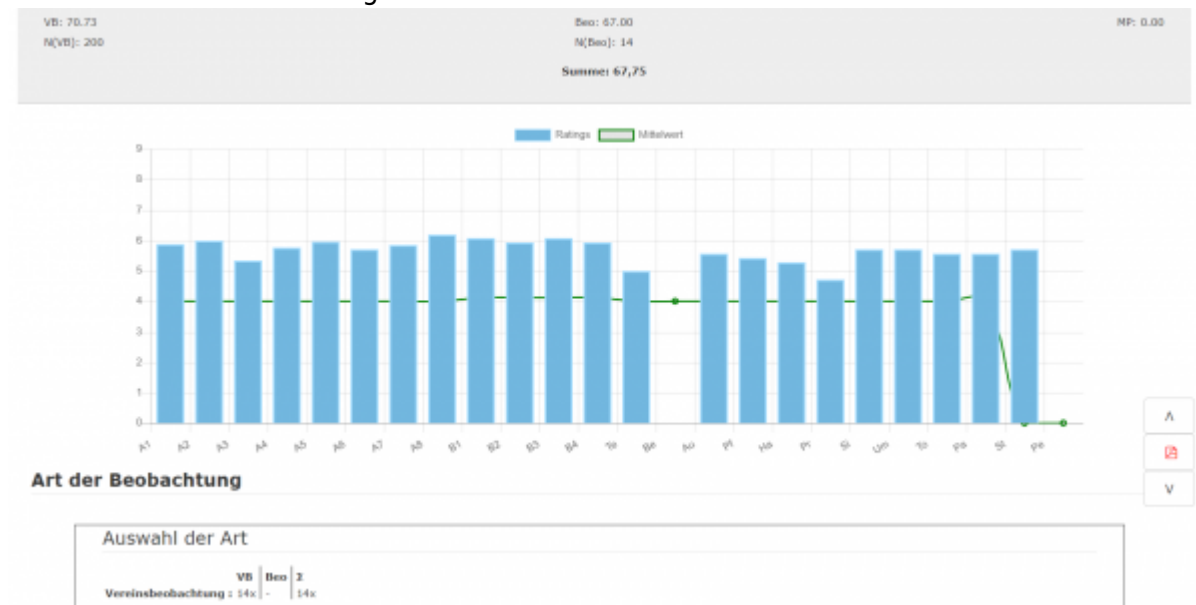 VB: 70.73 Beo: 67.00 MP: 0.00
N(VB): 200 N(Beo): 14
Summe: 67,75
Ratings Mittelwert
9
8
7
6
5
4
3
2
1
0
A1 A2 A3 A4 A5 A6 A7 A8 B1 B2 B3 B4 Te Be Au Pf Ha Pr Si Um To Pa St Pe
Art der Beobachtung
Auswahl der Art
VB Beo Σ
Vereinsbeobachtung : 14x - 14x